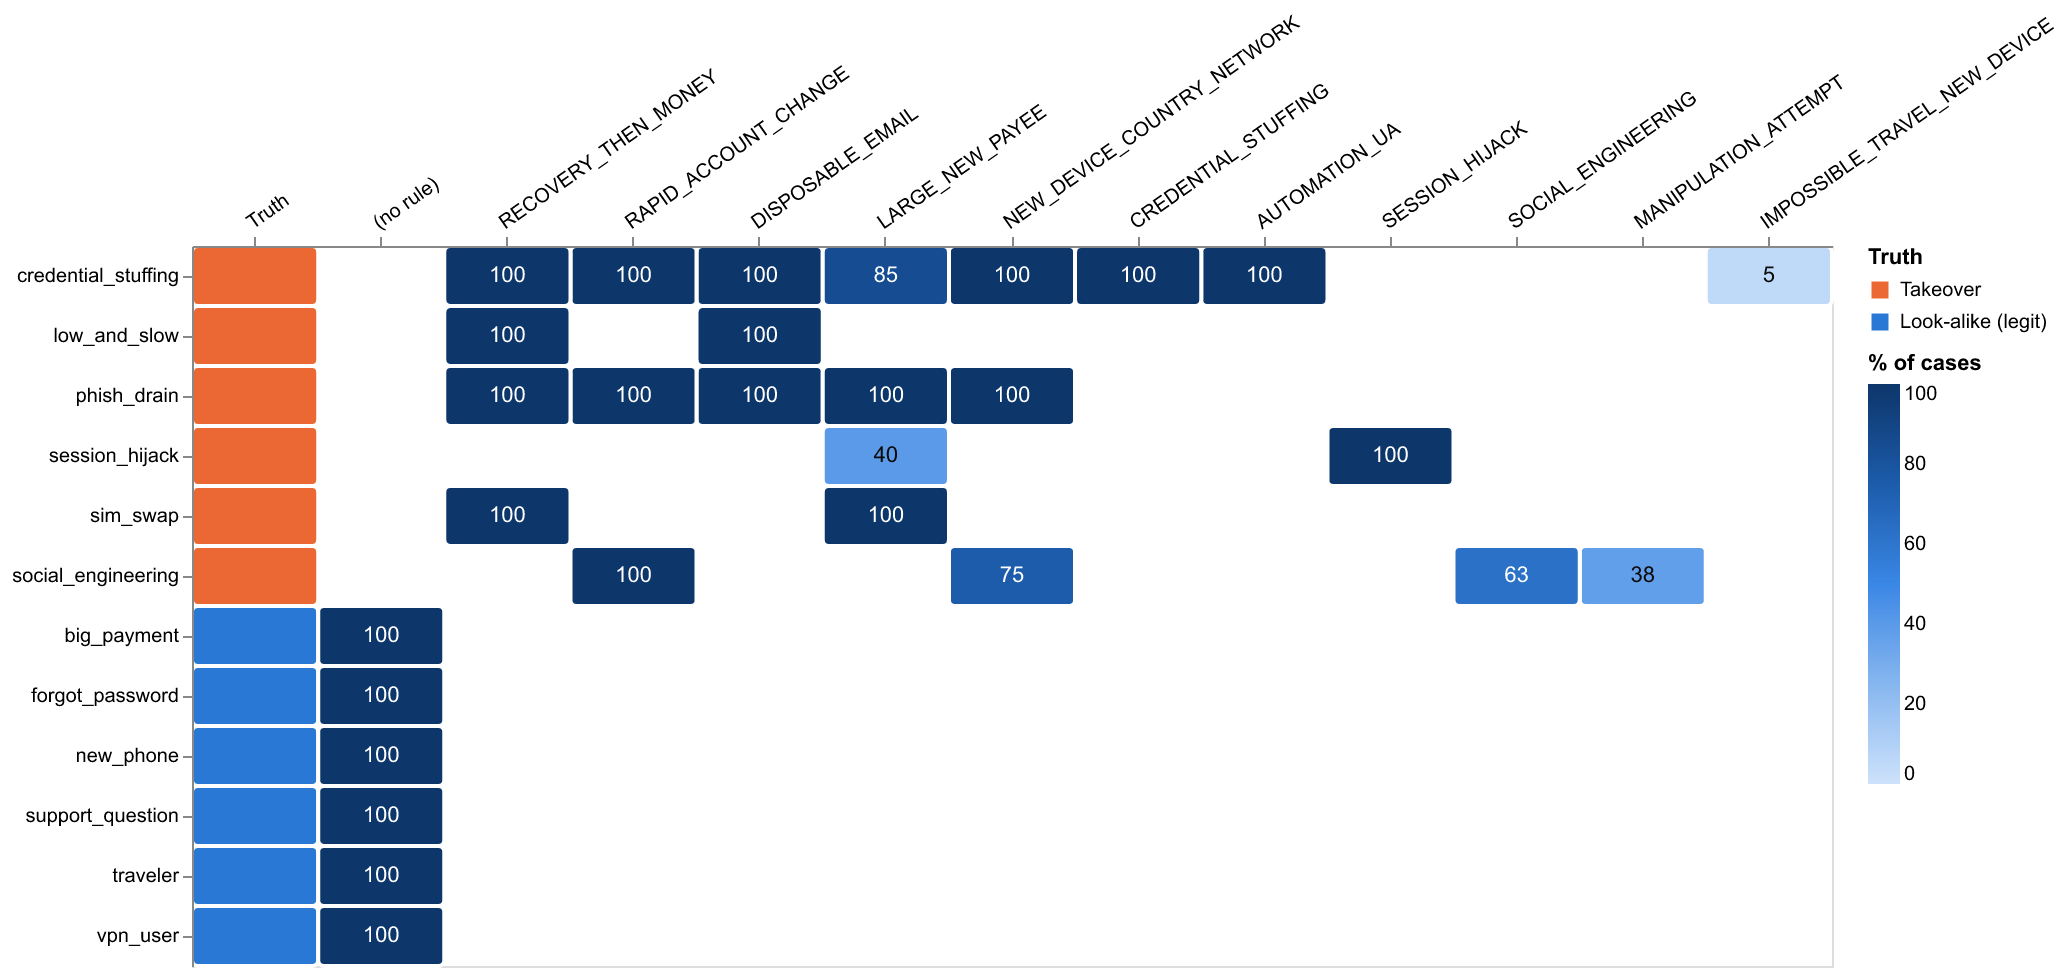 Truth
(no rule)
RECOVERY_THEN_MONEY
RAPID_ACCOUNT_CHANGE
DISPOSABLE_EMAIL
LARGE_NEW_PAYEE
NEW_DEVICE_COUNTRY_NETWORK
CREDENTIAL_STUFFING
AUTOMATION_UA
SESSION_HIJACK
SOCIAL_ENGINEERING
MANIPULATION_ATTEMPT
IMPOSSIBLE_TRAVEL_NEW_DEVICE
credential_stuffing 100 100 100 85 100 100 100 5
low_and_slow 100 100
phish_drain 100 100 100 100 100
session_hijack 40 100
sim_swap 100 100
social_engineering 100 75 63 38
big_payment 100
forgot_password 100
new_phone 100
support_question 100
traveler 100
vpn_user 100
Truth
Takeover
Look-alike (legit)
% of cases
100
80
60
40
20
0